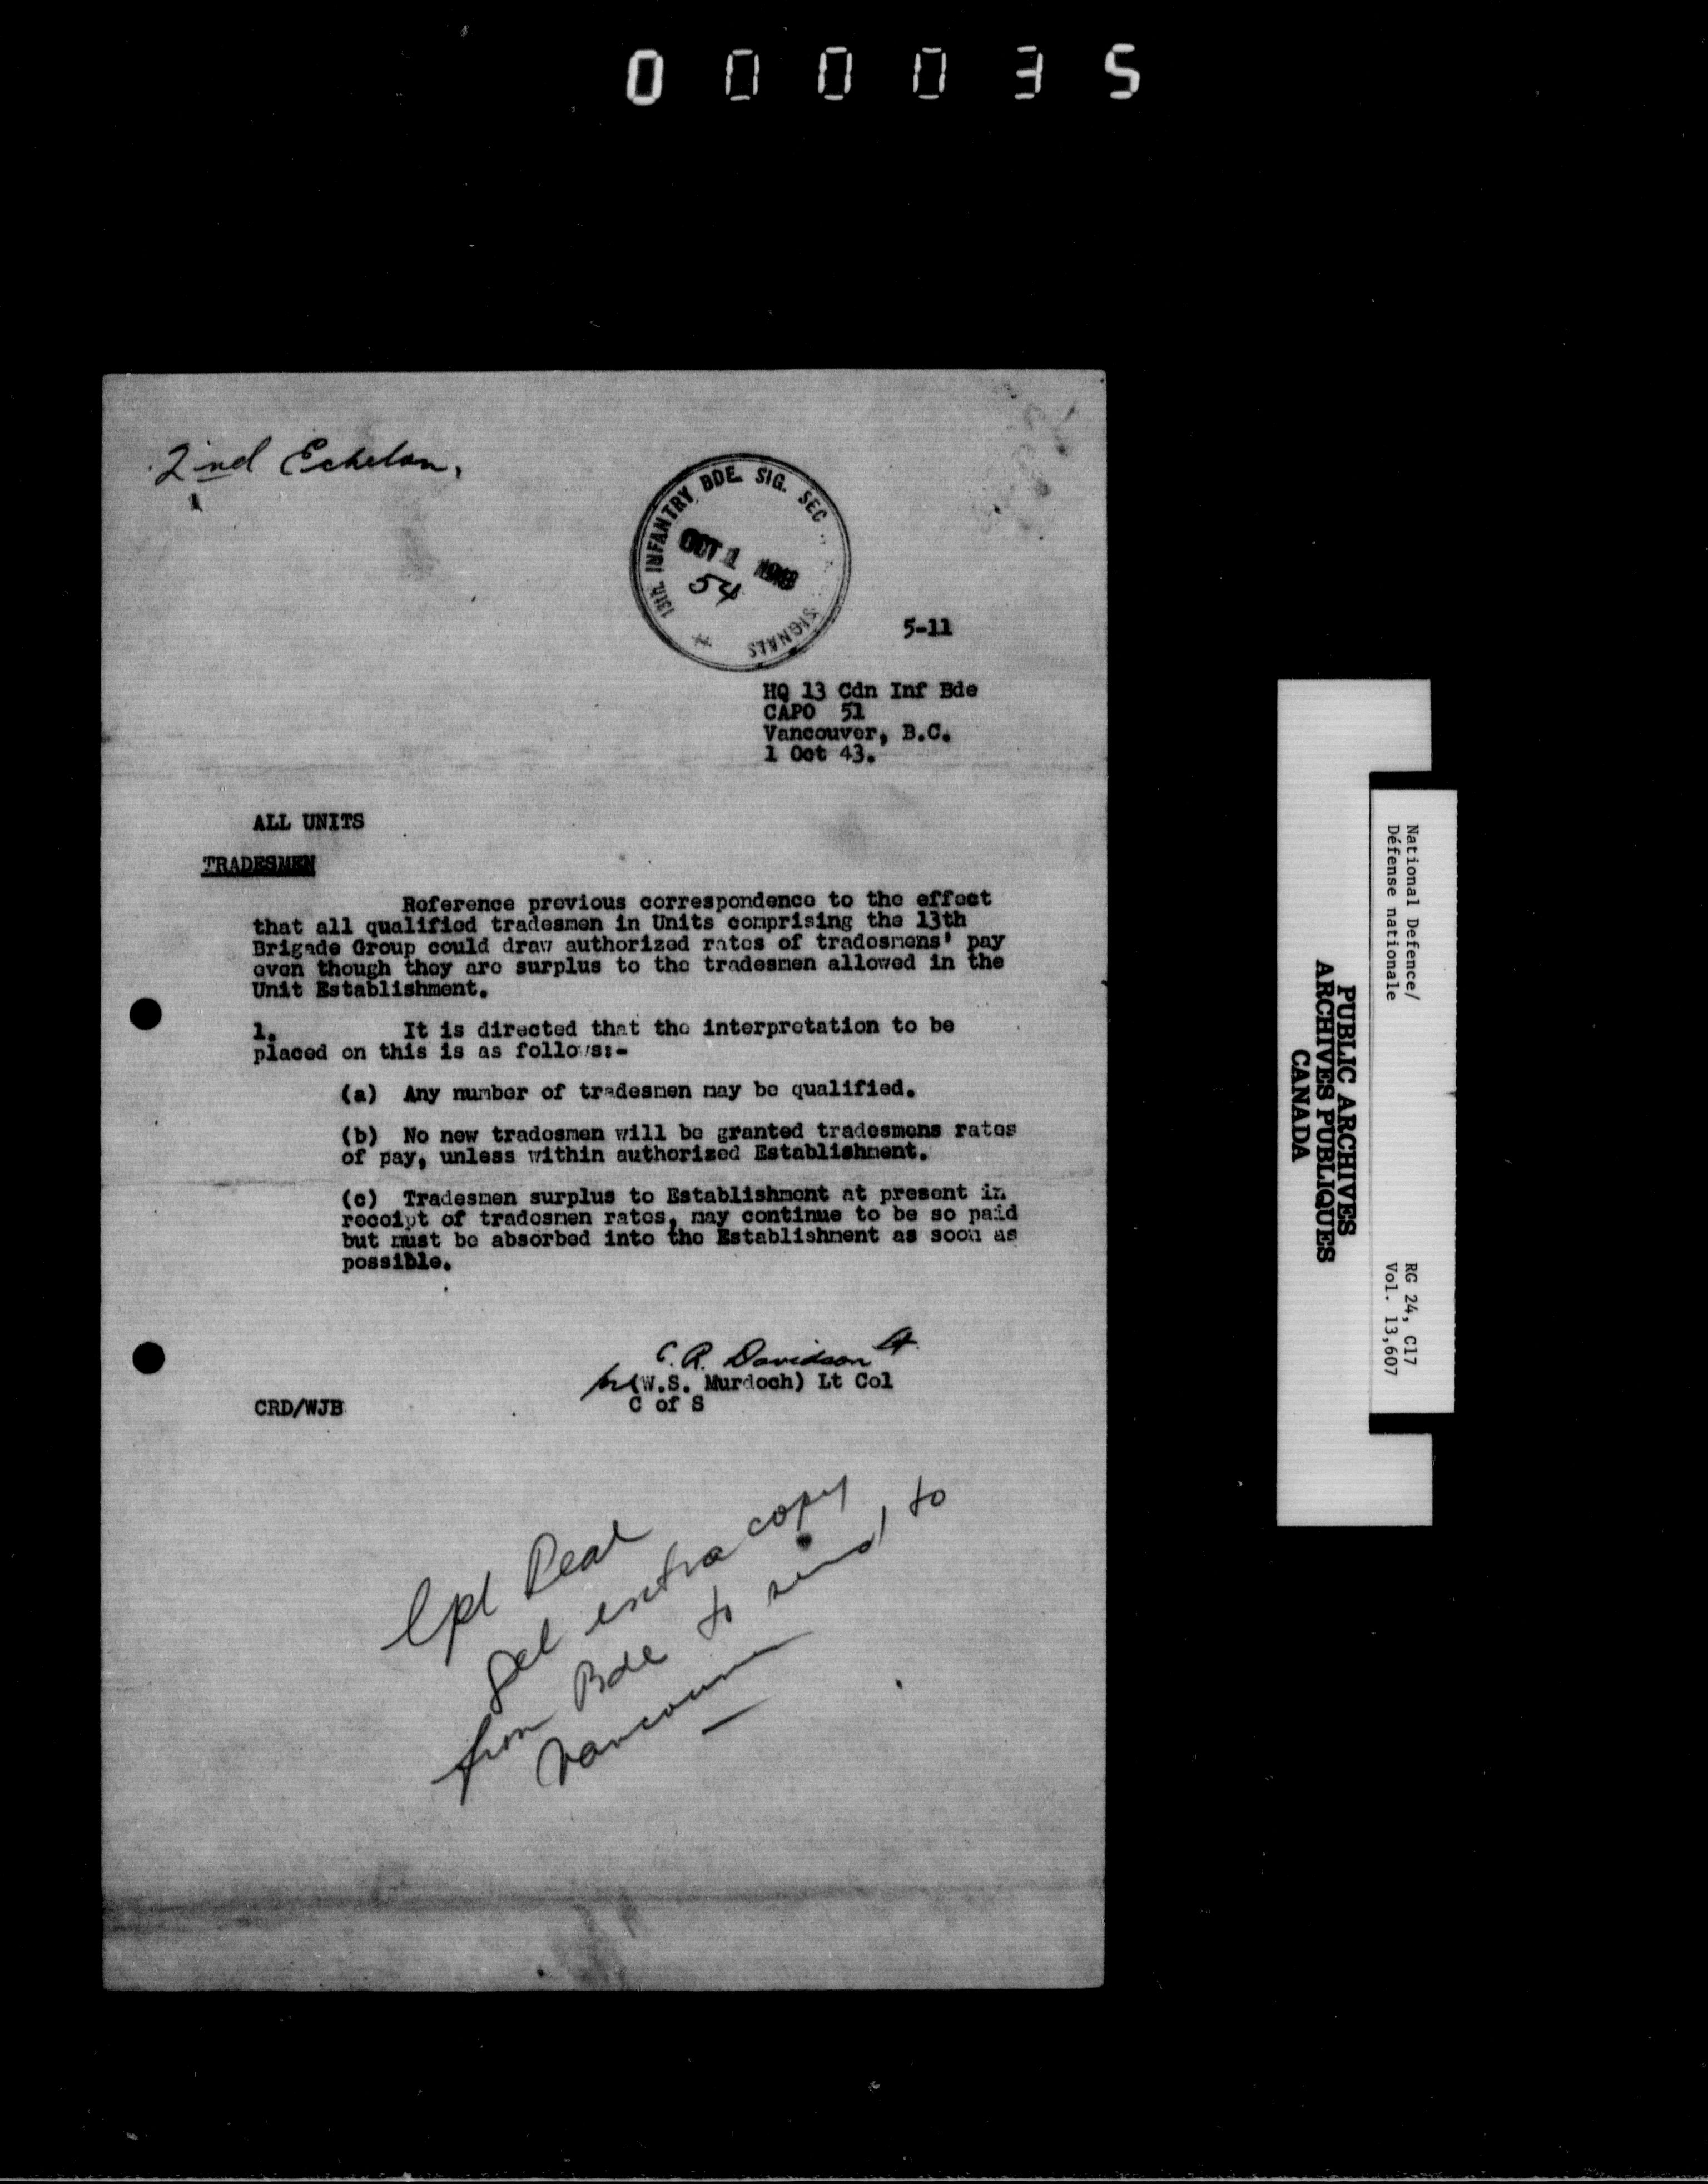 000035
2nd Echelon,
13th. INFANTRY BDE. SIG. SEC
OCT 1 1943
54
SIGNALS
5-11
HQ 13 Cdn Inf Bde
CAPO 51
Vancouver, B.C.
1 Oct 43.
ALL UNITS
TRADESMEN
Reference previous correspondence to the effect
that all qualified tradesmen in Units comprising the 13th
Brigade Group could draw authorized rates of tradesmens' pay
even though they are surplus to the tradesmen allowed in the
Unit Establishment.
1. It is directed that the interpretation to be
placed on this is as follows:-
(a) Any number of tradesmen may be qualified.
(b) No new tradesmen will be granted tradesmens rates
of pay, unless within authorized Establishment.
(c) Tradesmen surplus to Establishment at present in
receipt of tradesmen rates, may continue to be so paid
but must be absorbed into the Establishment as soon as
possible.
C. R. Davidson Lt.
for (W.S. Murdoch) Lt Col
C of S
CRD/WJB
Cpl
Get extra copy
from Bde to send to
Vancouver
National Defence/
Défense nationale
RG 24, C17
Vol. 13,607
PUBLIC ARCHIVES
ARCHIVES PUBLIQUES
CANADA